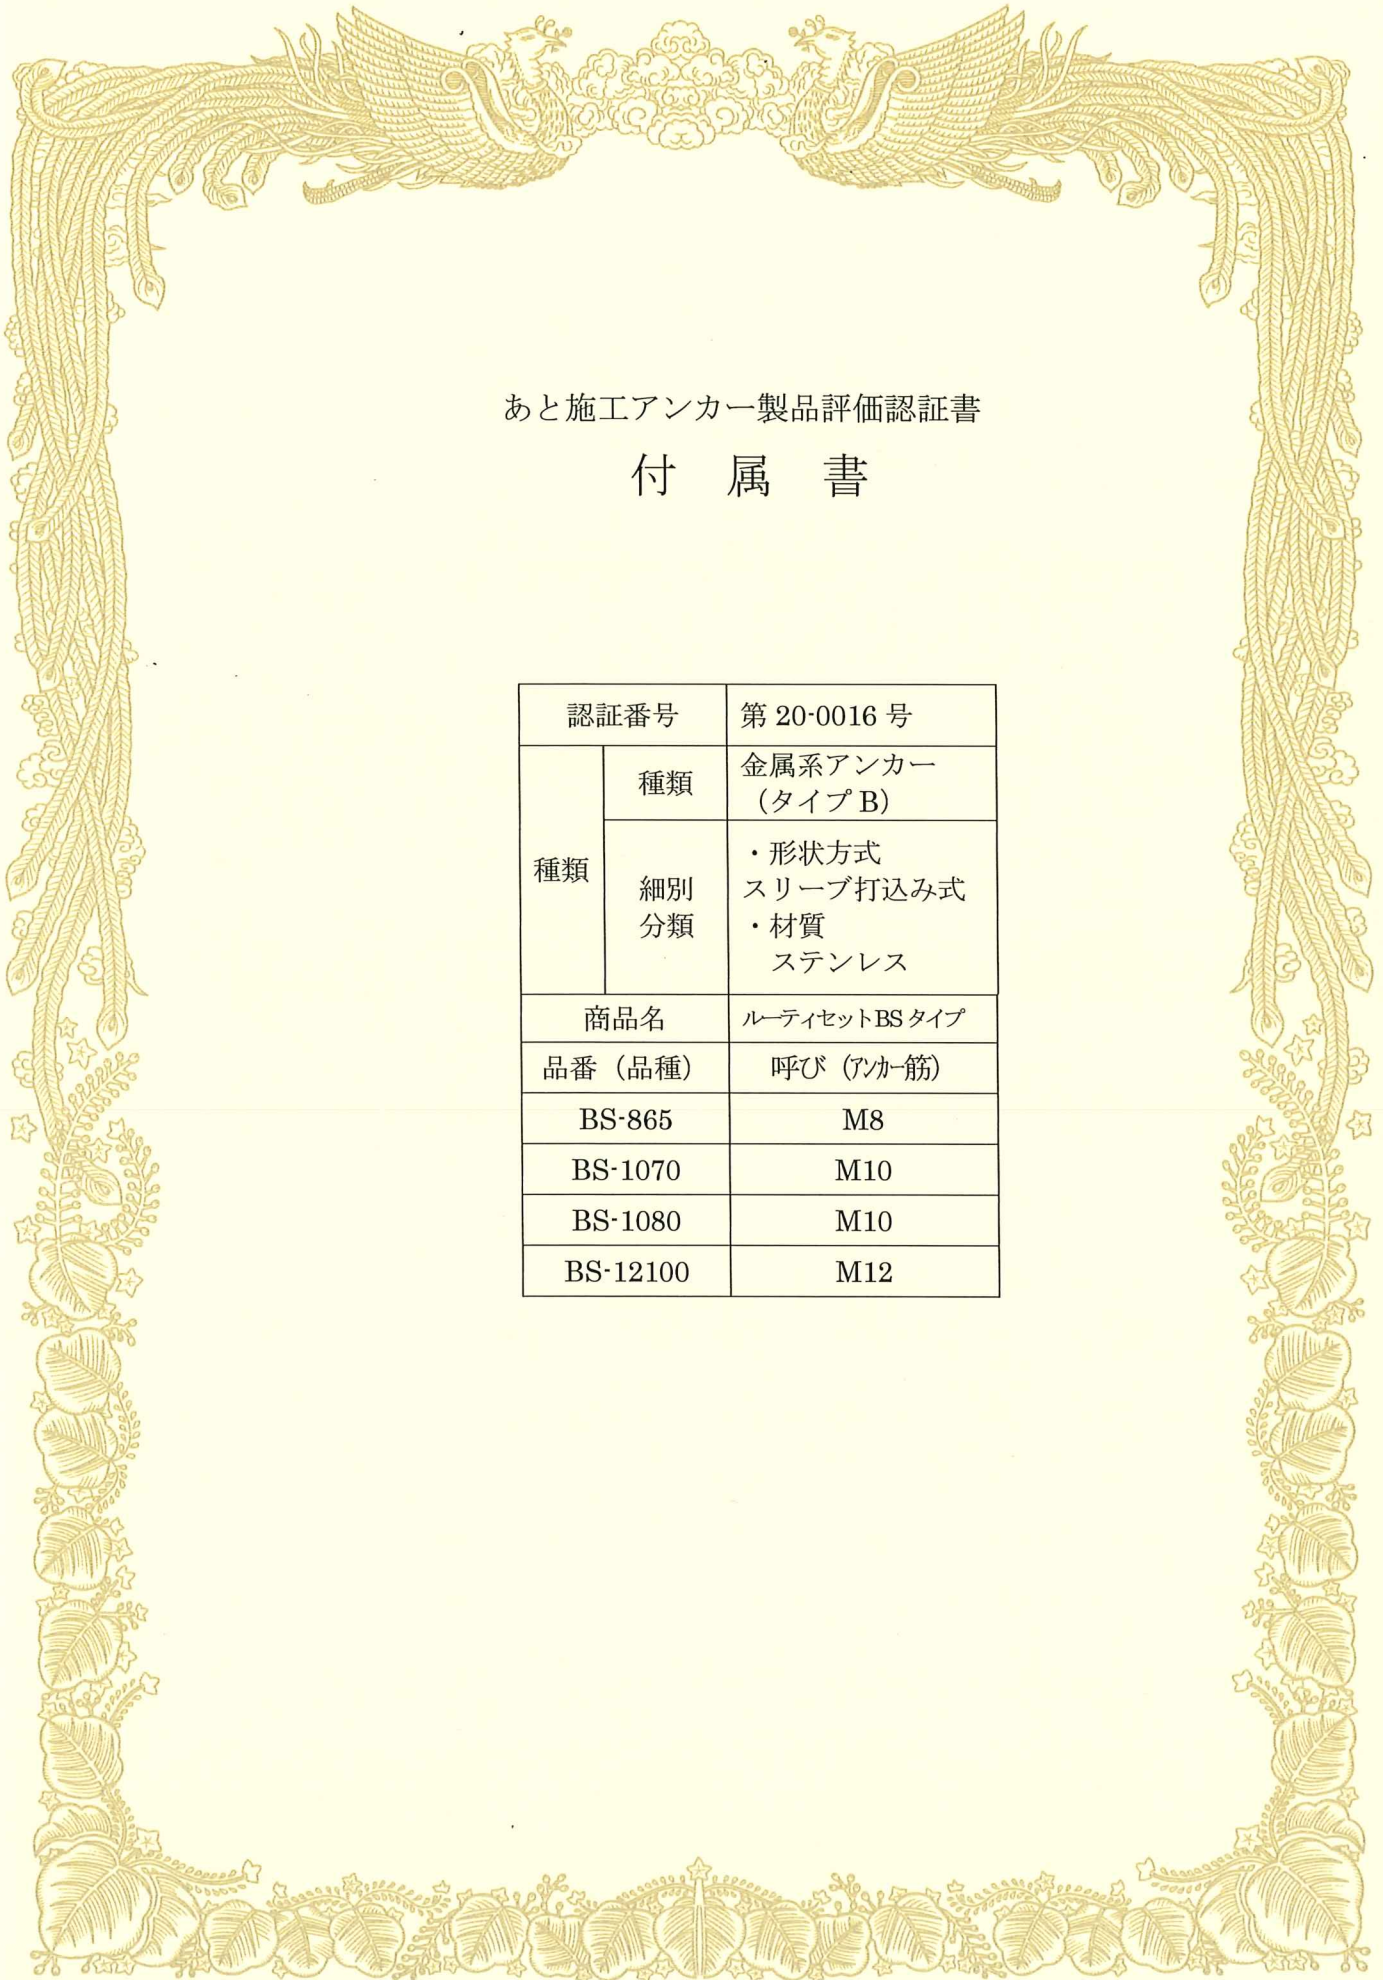 あと施工アンカー製品評価認証書
付 属 書
認証番号 第 20-0016 号
種類 種類 金属系アンカー
（タイプ B）
細別
分類
・形状方式
スリーブ打込み式
・材質
ステンレス
商品名 ルーティセットBSタイプ
品番（品種） 呼び（アンカー筋）
BS-865 M8
BS-1070 M10
BS-1080 M10
BS-12100 M12